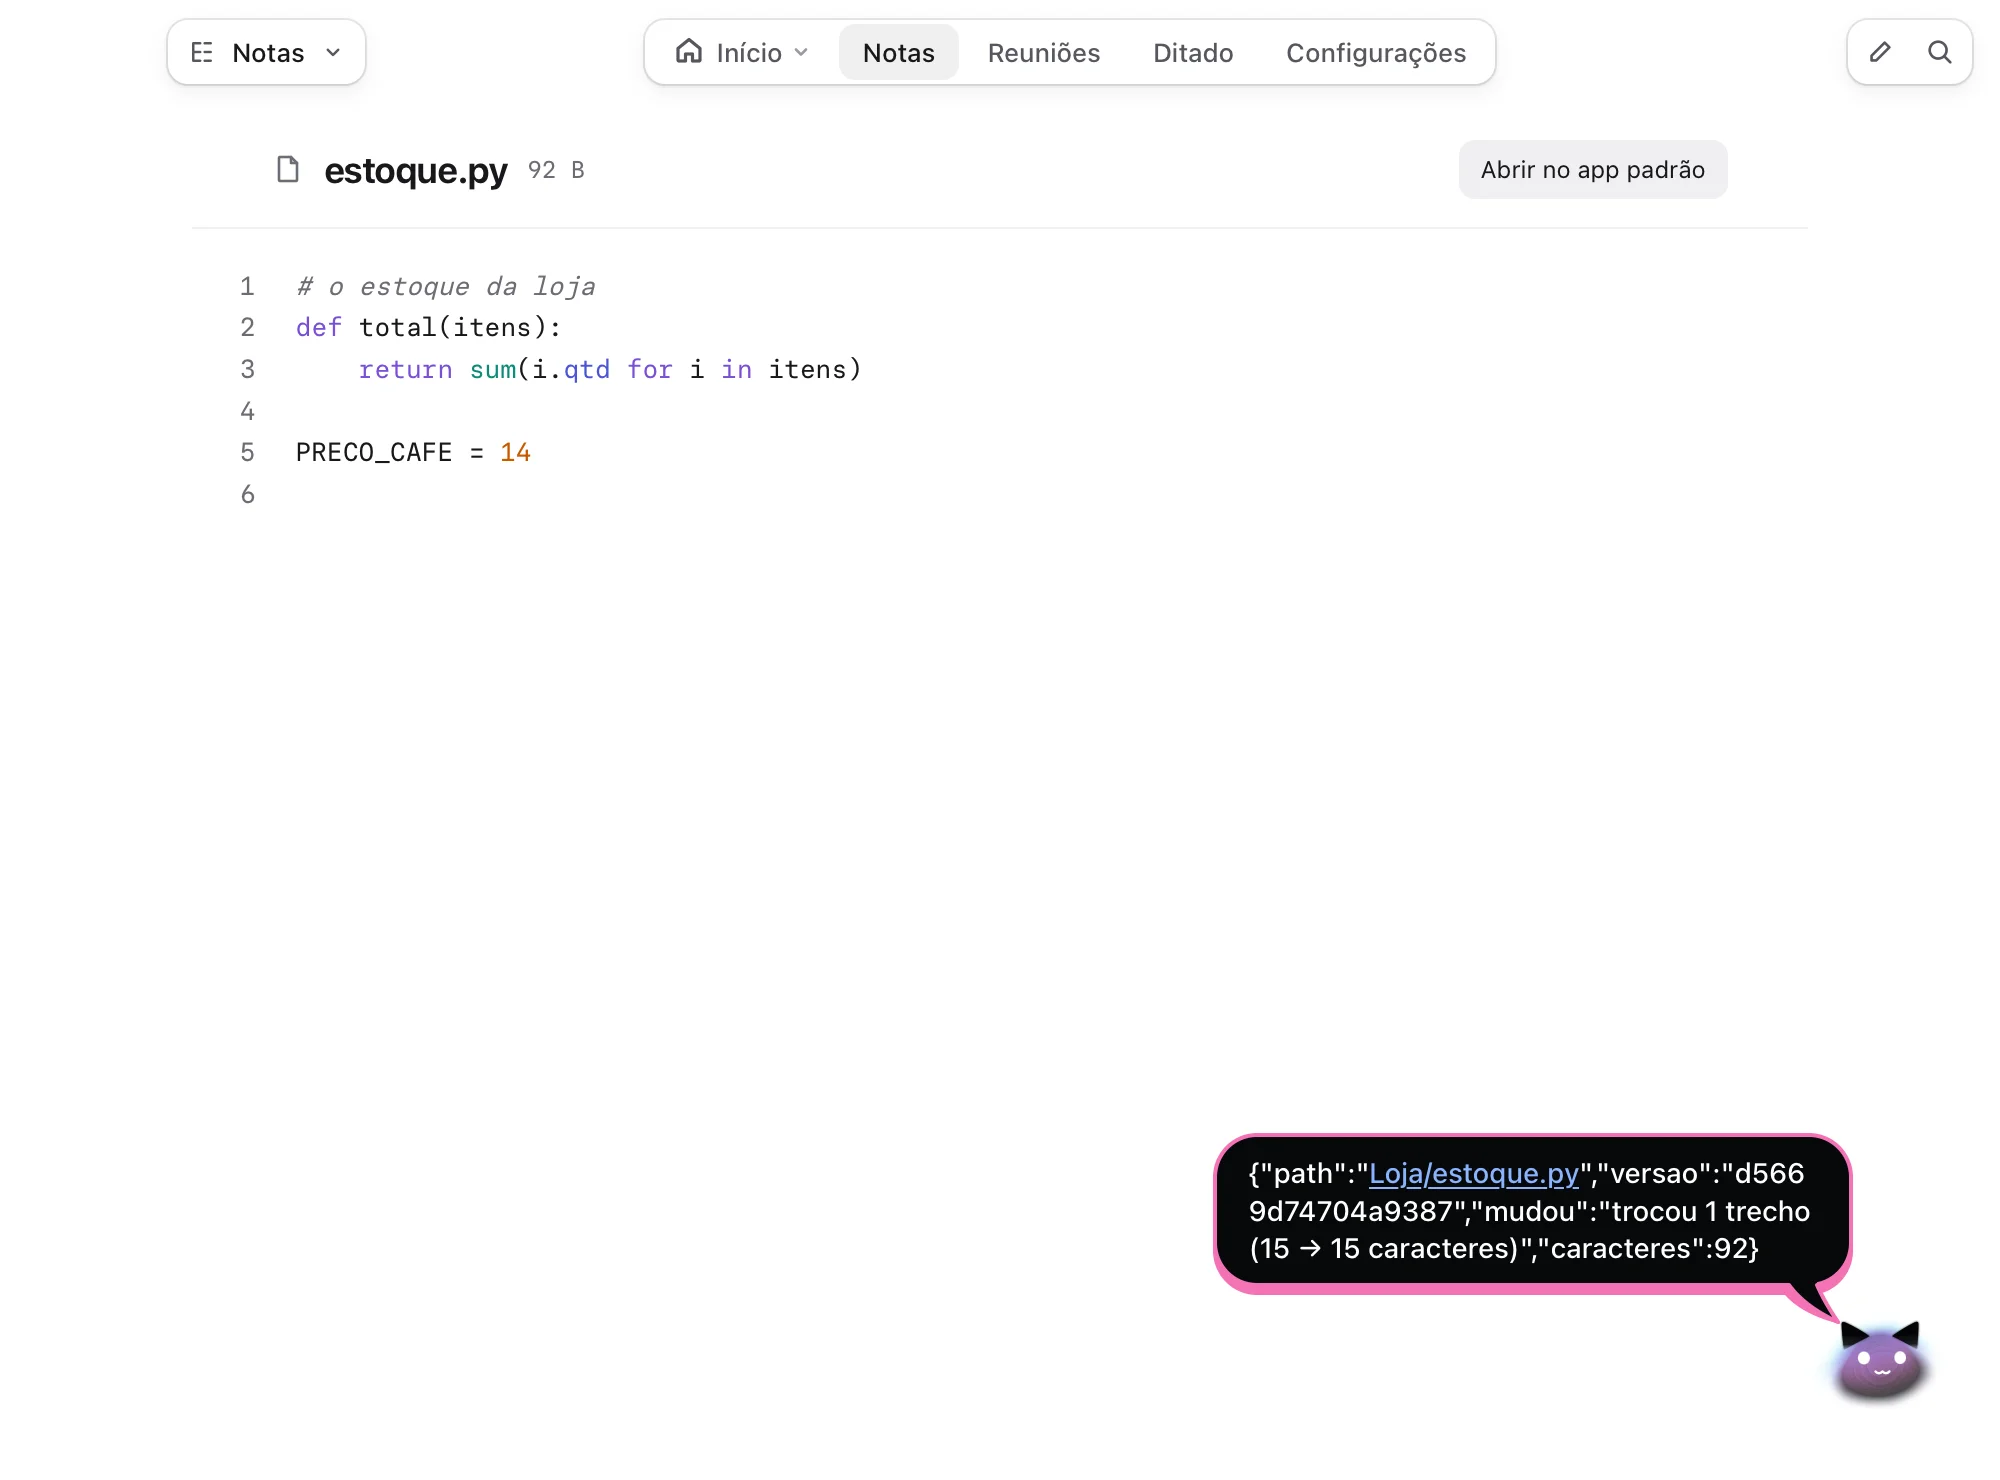 Notas
Início Notas Reuniões Ditado Configurações
estoque.py 92 B
Abrir no app padrão
1 # o estoque da loja
2 def total(itens):
3     return sum(i.qtd for i in itens)
4
5 PRECO_CAFE = 14
6
{"path":"Loja/estoque.py","versao":"d566
9d74704a9387","mudou":"trocou 1 trecho
(15 → 15 caracteres)","caracteres":92}